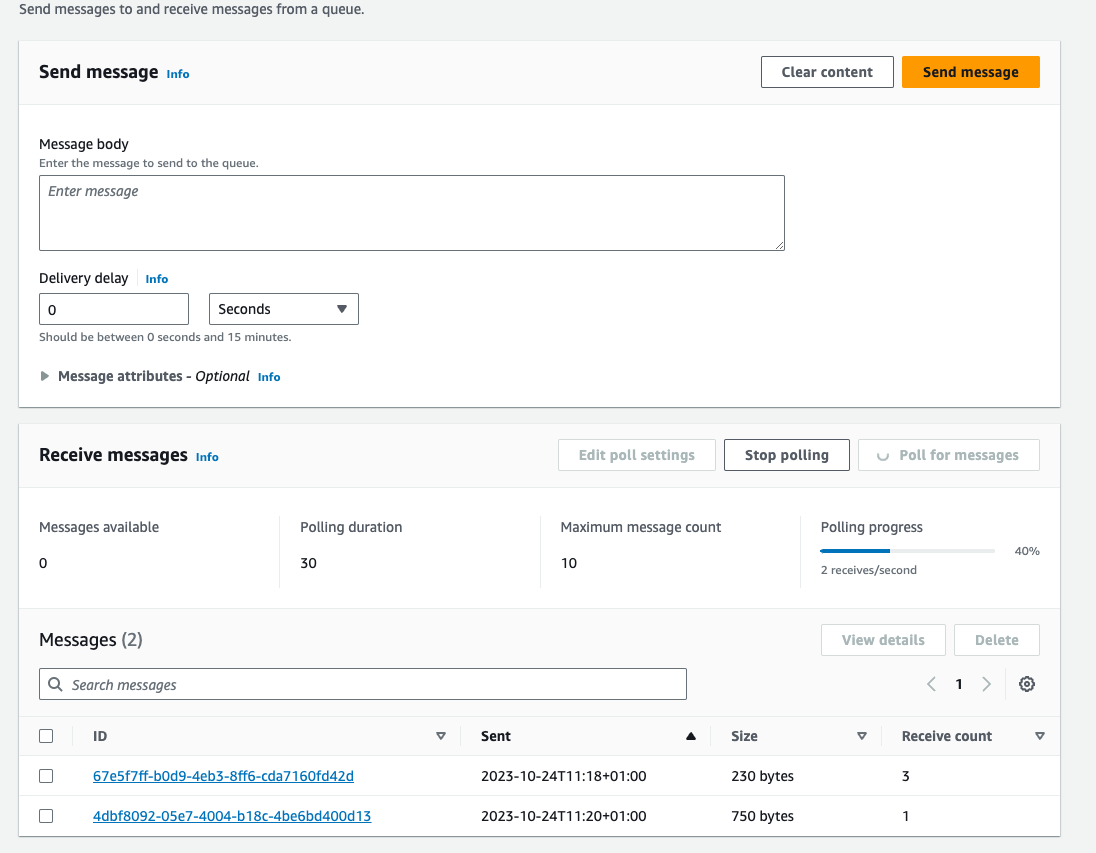 Send messages to and receive messages from a queue.
Send message Info
Clear content
Send message
Message body
Enter the message to send to the queue.
Enter message
Delivery delay Info
0
Seconds
Should be between 0 seconds and 15 minutes.
Message attributes - Optional Info
Receive messages Info
Edit poll settings
Stop polling
Poll for messages
Messages available
0
Polling duration
30
Maximum message count
10
Polling progress
40%
2 receives/second
Messages (2)
View details
Delete
Search messages
1
ID Sent Size Receive count
67e5f7ff-b0d9-4eb3-8ff6-cda7160fd42d 2023-10-24T11:18+01:00 230 bytes 3
4dbf8092-05e7-4004-b18c-4be6bd400d13 2023-10-24T11:20+01:00 750 bytes 1